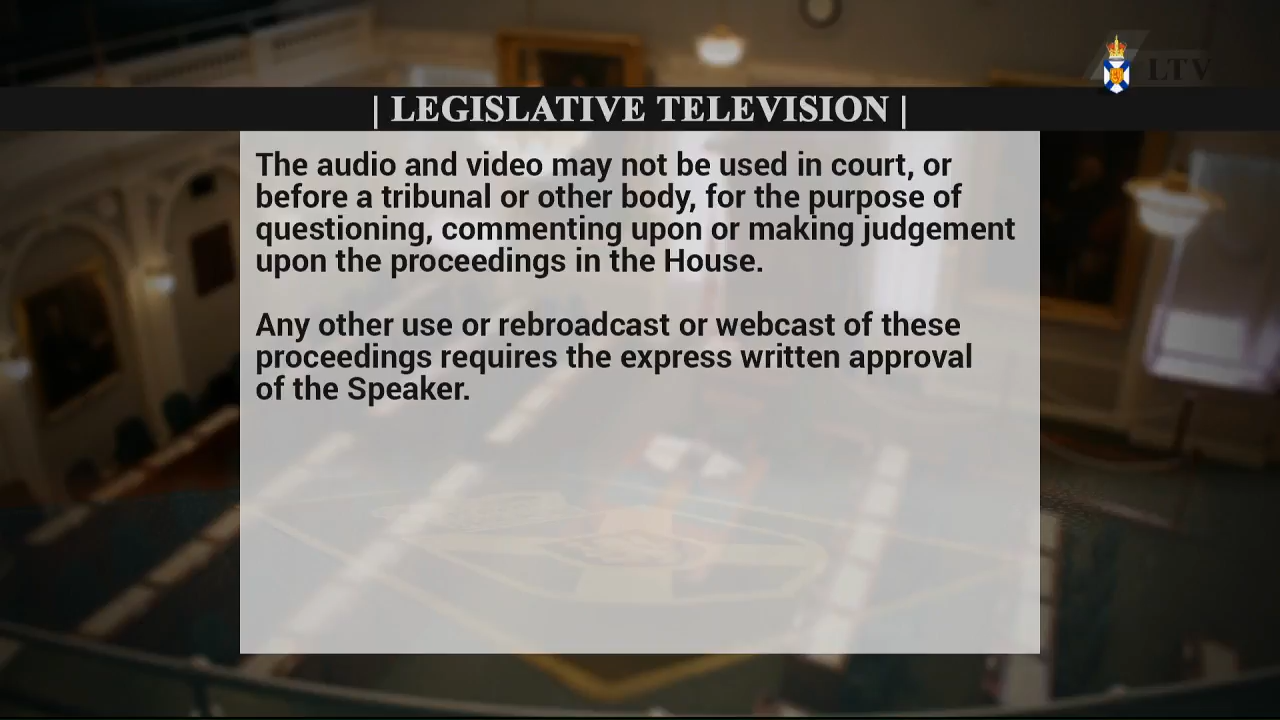 LTV
| LEGISLATIVE TELEVISION |
The audio and video may not be used in court, or
before a tribunal or other body, for the purpose of
questioning, commenting upon or making judgement
upon the proceedings in the House.
Any other use or rebroadcast or webcast of these
proceedings requires the express written approval
of the Speaker.